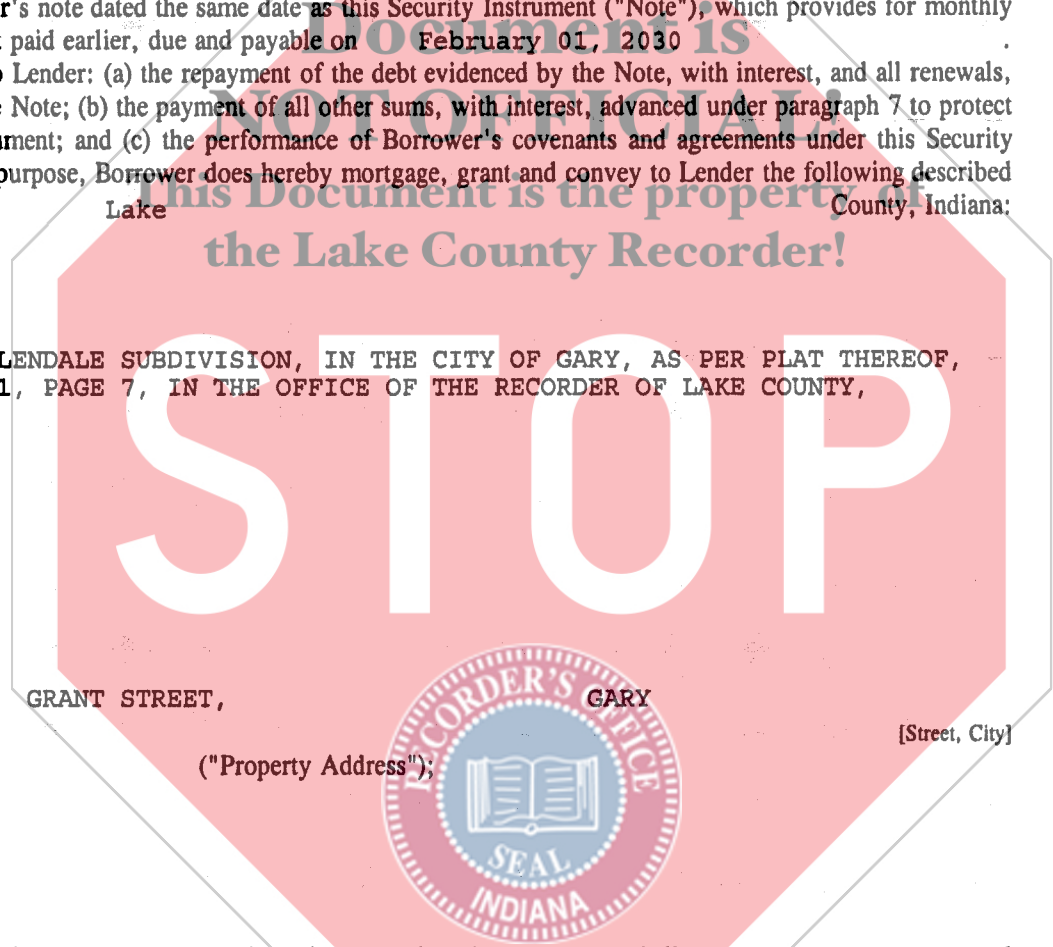 r's note dated the same date as this Security Instrument ("Note"), which provides for monthly
Document is
paid earlier, due and payable on February 01, 2030 .
Lender: (a) the repayment of the debt evidenced by the Note, with interest, and all renewals,
Note; (b) the payment of all other sums, with interest, advanced under paragraph 7 to protect
NOT OFFICIAL!
ument; and (c) the performance of Borrower's covenants and agreements under this Security
purpose, Borrower does hereby mortgage, grant and convey to Lender the following described
This Document is the property of
Lake County, Indiana:
the Lake County Recorder!
LENDALE SUBDIVISION, IN THE CITY OF GARY, AS PER PLAT THEREOF,
1, PAGE 7, IN THE OFFICE OF THE RECORDER OF LAKE COUNTY,
STOP
GRANT STREET, GARY
[Street, City]
("Property Address");
RECORDER'S OFFICE
SEAL
INDIANA